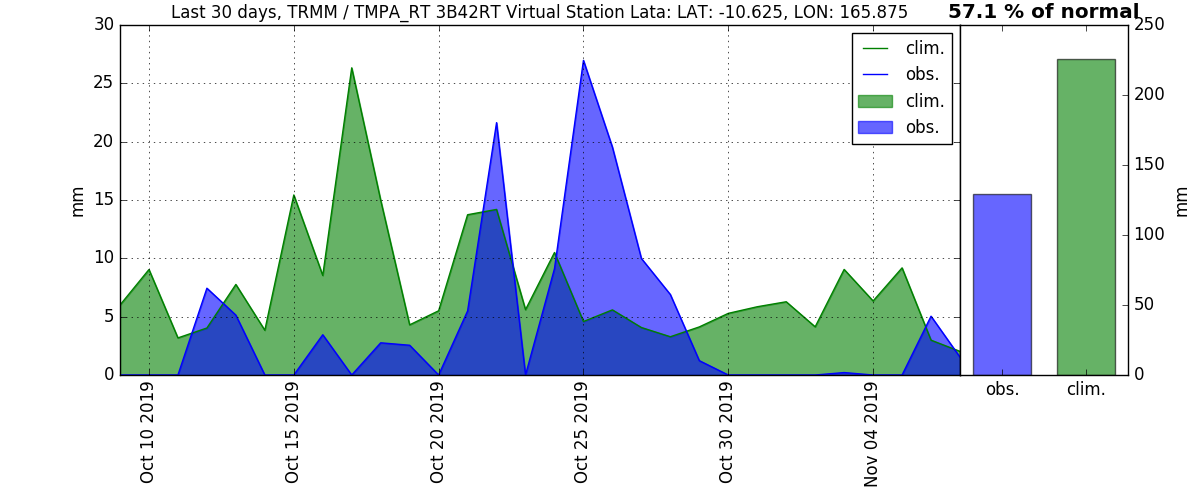 Last 30 days, TRMM / TMPA_RT 3B42RT Virtual Station Lata: LAT: -10.625, LON: 165.875
57.1 % of normal
30
25
20
15
10
5
0
mm
clim.
obs.
clim.
obs.
Oct 10 2019
Oct 15 2019
Oct 20 2019
Oct 25 2019
Oct 30 2019
Nov 04 2019
250
200
150
100
50
0
mm
obs.
clim.